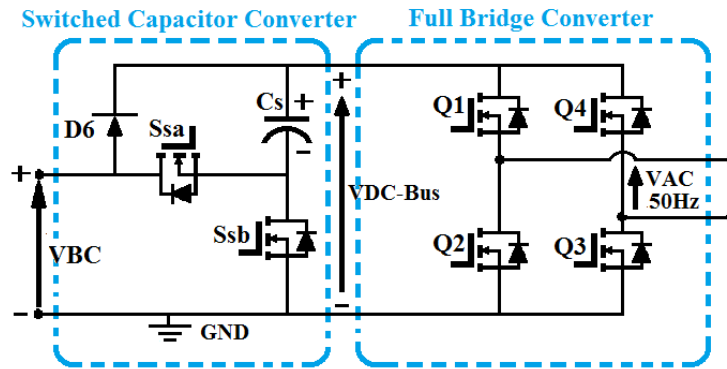 Switched Capacitor Converter
Full Bridge Converter
+
Cs
+
Q1
Q4
D6
Ssa
+
−
VDC-Bus
VAC
50Hz
VBC
Ssb
Q2
Q3
−
−
GND